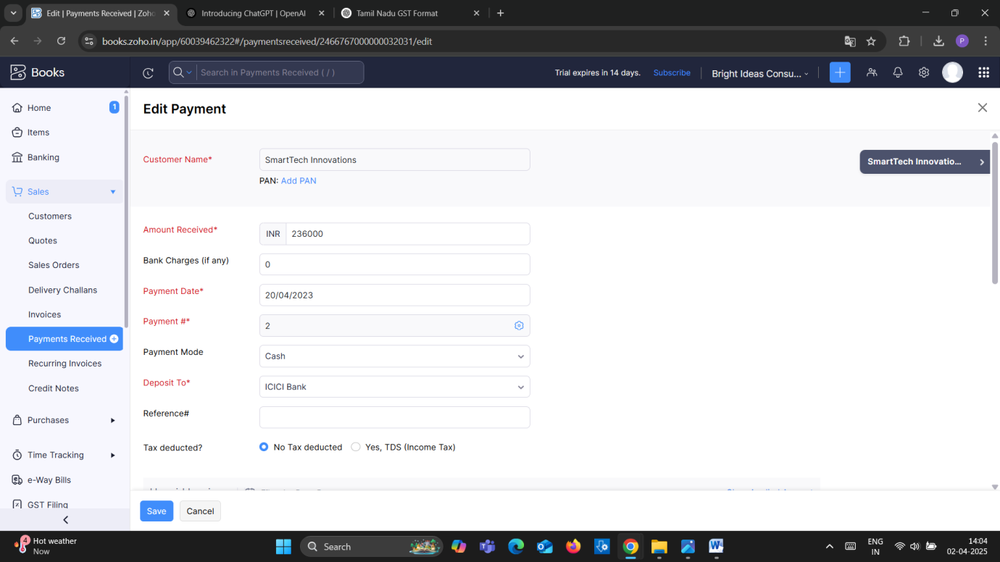 Edit | Payments Received | Zoho
Introducing ChatGPT | OpenAI
Tamil Nadu GST Format
books.zoho.in/app/60039462322#/paymentsreceived/2466767000000032031/edit
P
Books
Search in Payments Received ( / )
Trial expires in 14 days.
Subscribe
Bright Ideas Consu...
Home
1
Items
Banking
Sales
Customers
Quotes
Sales Orders
Delivery Challans
Invoices
Payments Received
Recurring Invoices
Credit Notes
Purchases
Time Tracking
e-Way Bills
GST Filing
Edit Payment
Customer Name*
SmartTech Innovations
PAN: Add PAN
SmartTech Innovatio...
Amount Received*
INR 236000
Bank Charges (if any)
0
Payment Date*
20/04/2023
Payment #*
2
Payment Mode
Cash
Deposit To*
ICICI Bank
Reference#
Tax deducted?
No Tax deducted
Yes, TDS (Income Tax)
Save
Cancel
4
Hot weather
Now
Search
ENG
IN
14:04
02-04-2025